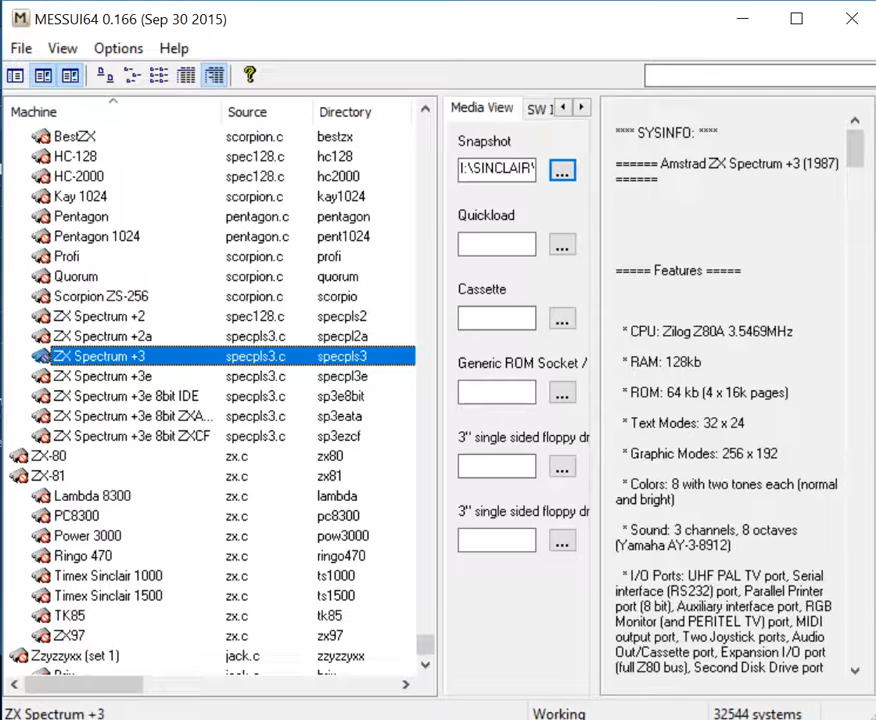 MESSUI64 0.166 (Sep 30 2015)
File View Options Help
Machine Source Directory
BestZX scorpion.c bestzx
HC-128 spec128.c hc128
HC-2000 spec128.c hc2000
Kay 1024 scorpion.c kay1024
Pentagon pentagon.c pentagon
Pentagon 1024 pentagon.c pent1024
Profi scorpion.c profi
Quorum scorpion.c quorum
Scorpion ZS-256 scorpion.c scorpio
ZX Spectrum +2 spec128.c specpls2
ZX Spectrum +2a specpls3.c specpl2a
ZX Spectrum +3 specpls3.c specpls3
ZX Spectrum +3e specpls3.c specpl3e
ZX Spectrum +3e 8bit IDE specpls3.c sp3e8bit
ZX Spectrum +3e 8bit ZXA... specpls3.c sp3eata
ZX Spectrum +3e 8bit ZXCF specpls3.c sp3ezcf
ZX-80 zx.c zx80
ZX-81 zx.c zx81
Lambda 8300 zx.c lambda
PC8300 zx.c pc8300
Power 3000 zx.c pow3000
Ringo 470 zx.c ringo470
Timex Sinclair 1000 zx.c ts1000
Timex Sinclair 1500 zx.c ts1500
TK85 zx.c tk85
ZX97 zx.c zx97
Zzyzzyxx (set 1) jack.c zzyzzyxx
Media View SW
Snapshot
I:\SINCLAIR\ ...
Quickload
...
Cassette
...
Generic ROM Socket /
...
3'' single sided floppy dr
...
3'' single sided floppy dr
...
**** SYSINFO: ****
====== Amstrad ZX Spectrum +3 (1987)
======
===== Features =====
* CPU: Zilog Z80A 3.5469MHz
* RAM: 128kb
* ROM: 64 kb (4 x 16k pages)
* Text Modes: 32 x 24
* Graphic Modes: 256 x 192
* Colors: 8 with two tones each (normal
and bright)
* Sound: 3 channels, 8 octaves
(Yamaha AY-3-8912)
* I/O Ports: UHF PAL TV port, Serial
interface (RS232) port, Parallel Printer
port (8 bit), Auxiliary interface port, RGB
Monitor (and PERITEL TV) port, MIDI
output port, Two Joystick ports, Audio
Out/Cassette port, Expansion I/O port
(full Z80 bus), Second Disk Drive port
ZX Spectrum +3 Working 32544 systems